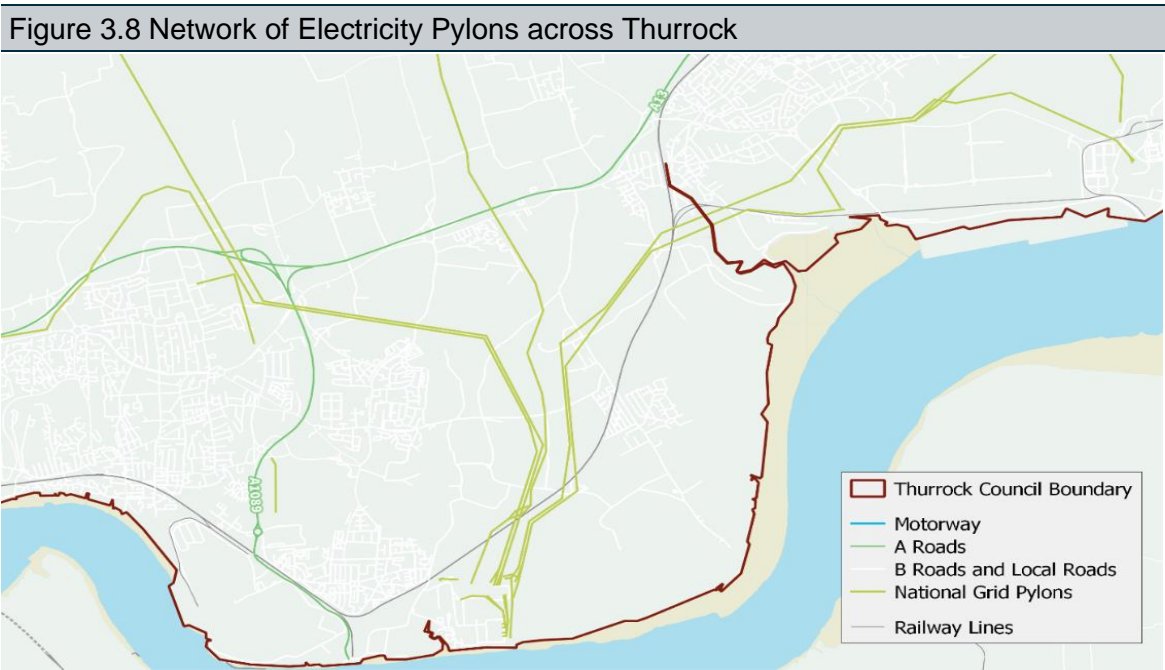 Figure 3.8 Network of Electricity Pylons across Thurrock
A13
A1089
Thurrock Council Boundary
Motorway
A Roads
B Roads and Local Roads
National Grid Pylons
Railway Lines